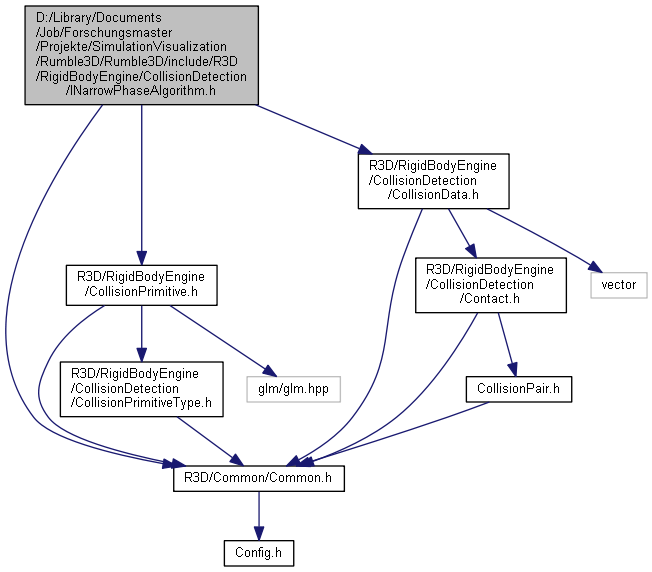 D:/Library/Documents
/Job/Forschungsmaster
/Projekte/SimulationVisualization
/Rumble3D/Rumble3D/include/R3D
/RigidBodyEngine/CollisionDetection
/INarrowPhaseAlgorithm.h
R3D/RigidBodyEngine
/CollisionDetection
/CollisionData.h
R3D/RigidBodyEngine
/CollisionPrimitive.h
R3D/RigidBodyEngine
/CollisionDetection
/Contact.h
vector
R3D/RigidBodyEngine
/CollisionDetection
/CollisionPrimitiveType.h
glm/glm.hpp
CollisionPair.h
R3D/Common/Common.h
Config.h